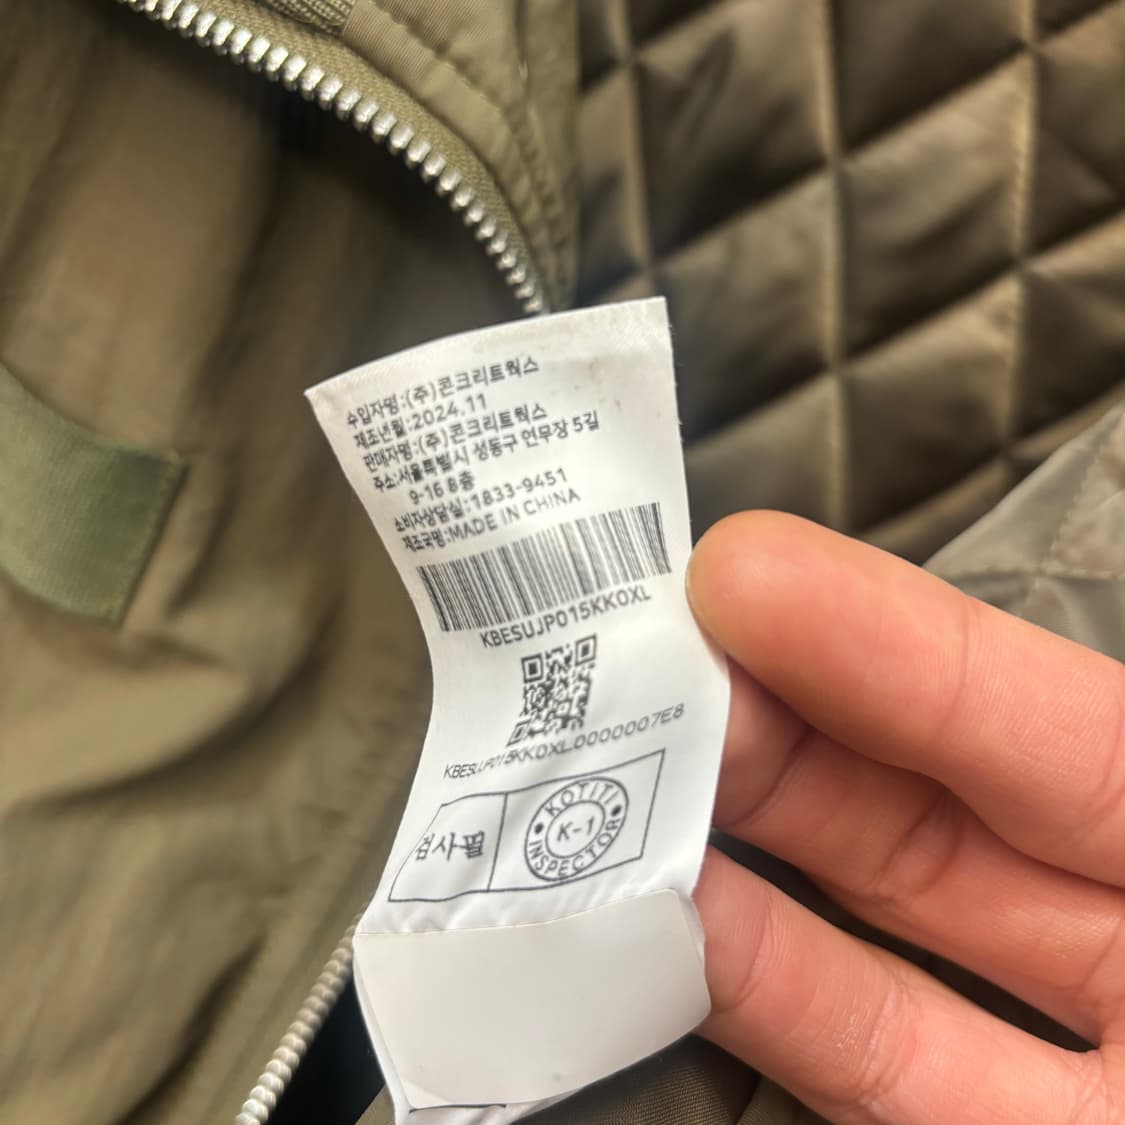 수입자명:(주)콘크리트웍스
제조년월:2024.11
판매자명:(주)콘크리트웍스
주소:서울특별시 성동구 연무장 5길
9-16 8층
소비자상담실:1833-9451
제조국명:MADE IN CHINA
KBESUJP015KK0XL
KBESUJP015KK0XL0000007E8
검사필
KOTITI
K-1
INSPECTOR